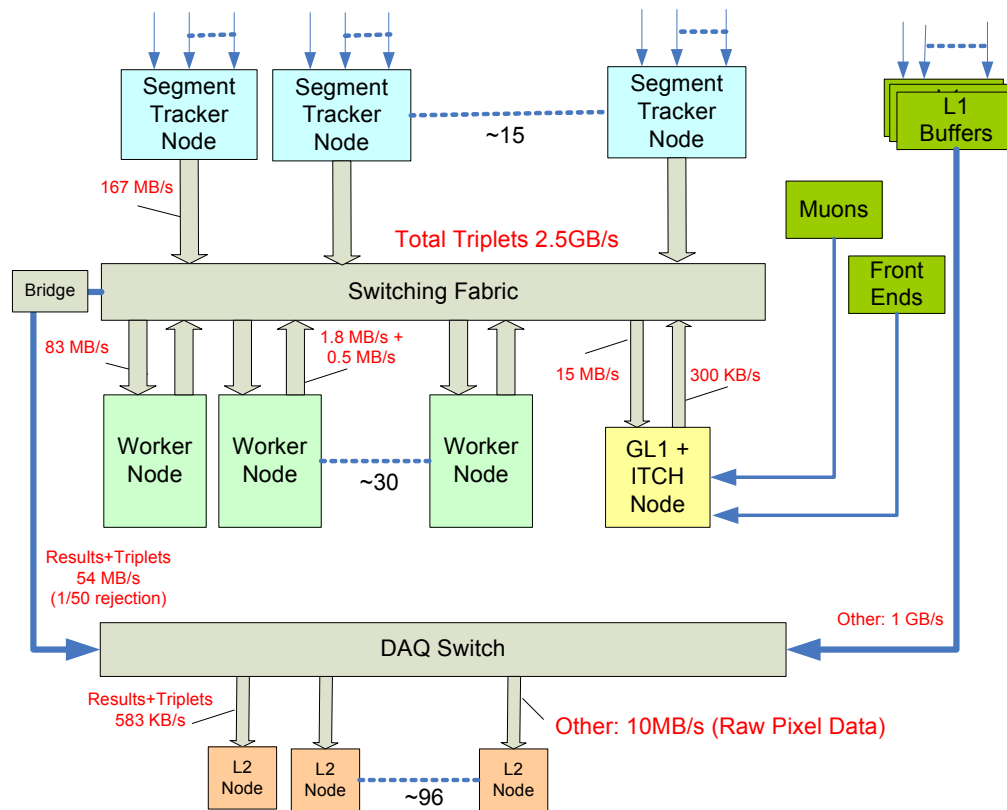 Segment
Tracker
Node
Segment
Tracker
Node
~15
Segment
Tracker
Node
L1
Buffers
167 MB/s
Muons
Total Triplets 2.5GB/s
Front
Ends
Bridge
Switching Fabric
83 MB/s
1.8 MB/s +
0.5 MB/s
15 MB/s
300 KB/s
Worker
Node
Worker
Node
~30
Worker
Node
GL1 +
ITCH
Node
Results+Triplets
54 MB/s
(1/50 rejection)
Other: 1 GB/s
DAQ Switch
Results+Triplets
583 KB/s
Other: 10MB/s (Raw Pixel Data)
L2
Node
L2
Node
~96
L2
Node